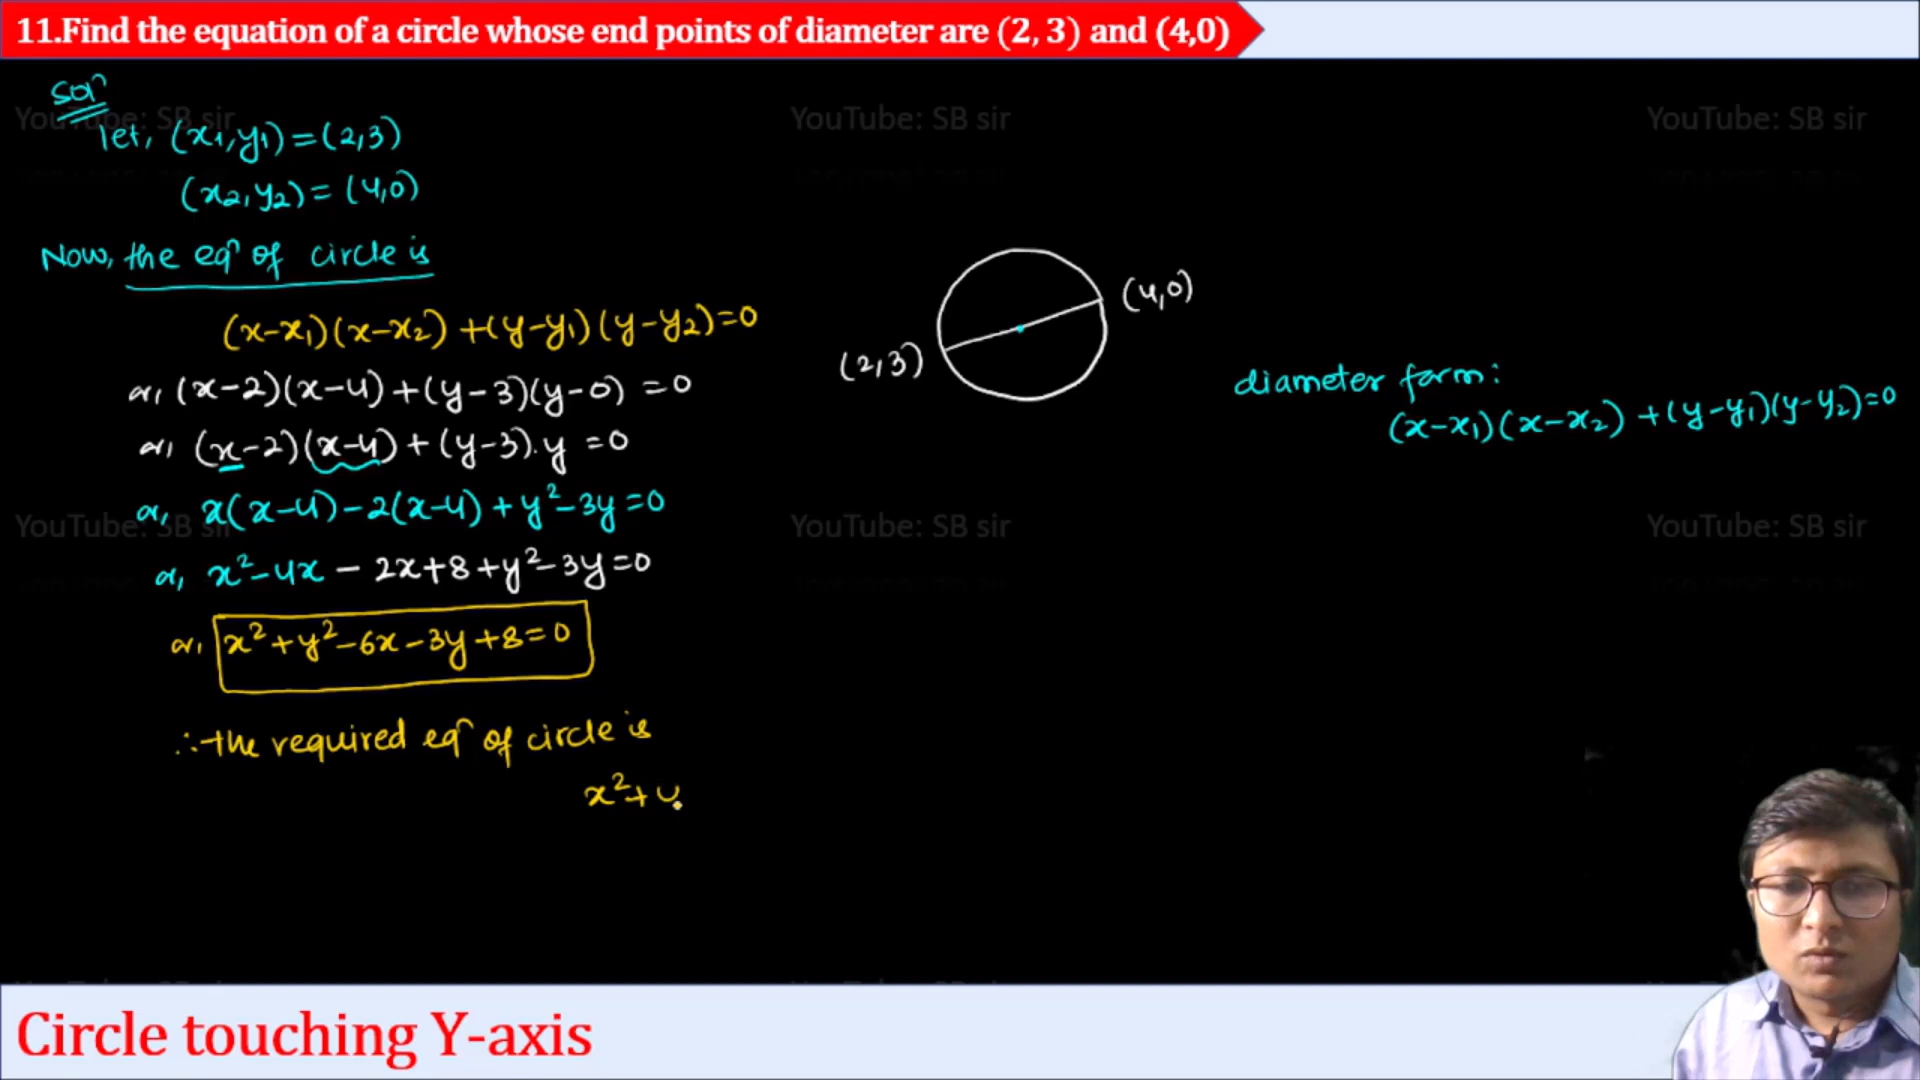 11.Find the equation of a circle whose end points of diameter are (2, 3) and (4,0)
Solⁿ
YouTube: SB sir YouTube: SB sir YouTube: SB sir
let, (x₁,y₁)=(2,3)
(x₂,y₂)=(4,0)
Now, the eqⁿ of circle is
(x-x₁)(x-x₂)+(y-y₁)(y-y₂)=0
or, (x-2)(x-4)+(y-3)(y-0)=0
or, (x-2)(x-4)+(y-3).y=0
or, x(x-4)-2(x-4)+y²-3y=0
YouTube: SB sir YouTube: SB sir YouTube: SB sir
or, x²-4x-2x+8+y²-3y=0
or, x²+y²-6x-3y+8=0
∴ the required eqⁿ of circle is
x²+y
(4,0)
(2,3)
diameter form:
(x-x₁)(x-x₂)+(y-y₁)(y-y₂)=0
Circle touching Y-axis